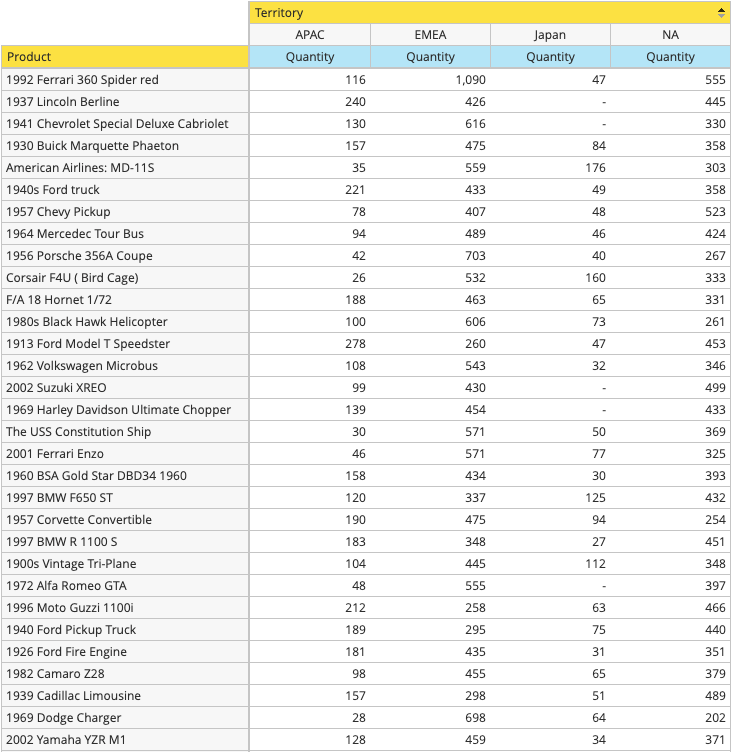 Territory
APAC EMEA Japan NA
Product Quantity Quantity Quantity Quantity
1992 Ferrari 360 Spider red 116 1,090 47 555
1937 Lincoln Berline 240 426 - 445
1941 Chevrolet Special Deluxe Cabriolet 130 616 - 330
1930 Buick Marquette Phaeton 157 475 84 358
American Airlines: MD-11S 35 559 176 303
1940s Ford truck 221 433 49 358
1957 Chevy Pickup 78 407 48 523
1964 Mercedec Tour Bus 94 489 46 424
1956 Porsche 356A Coupe 42 703 40 267
Corsair F4U ( Bird Cage) 26 532 160 333
F/A 18 Hornet 1/72 188 463 65 331
1980s Black Hawk Helicopter 100 606 73 261
1913 Ford Model T Speedster 278 260 47 453
1962 Volkswagen Microbus 108 543 32 346
2002 Suzuki XREO 99 430 - 499
1969 Harley Davidson Ultimate Chopper 139 454 - 433
The USS Constitution Ship 30 571 50 369
2001 Ferrari Enzo 46 571 77 325
1960 BSA Gold Star DBD34 1960 158 434 30 393
1997 BMW F650 ST 120 337 125 432
1957 Corvette Convertible 190 475 94 254
1997 BMW R 1100 S 183 348 27 451
1900s Vintage Tri-Plane 104 445 112 348
1972 Alfa Romeo GTA 48 555 - 397
1996 Moto Guzzi 1100i 212 258 63 466
1940 Ford Pickup Truck 189 295 75 440
1926 Ford Fire Engine 181 435 31 351
1982 Camaro Z28 98 455 65 379
1939 Cadillac Limousine 157 298 51 489
1969 Dodge Charger 28 698 64 202
2002 Yamaha YZR M1 128 459 34 371